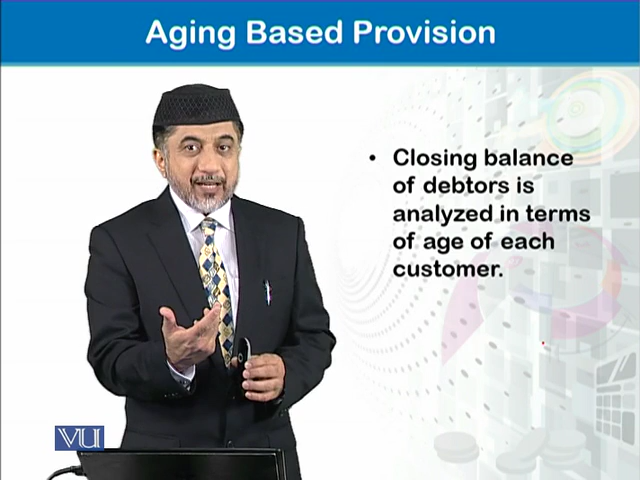 Aging Based Provision
• Closing balance
of debtors is
analyzed in terms
of age of each
customer.
VU